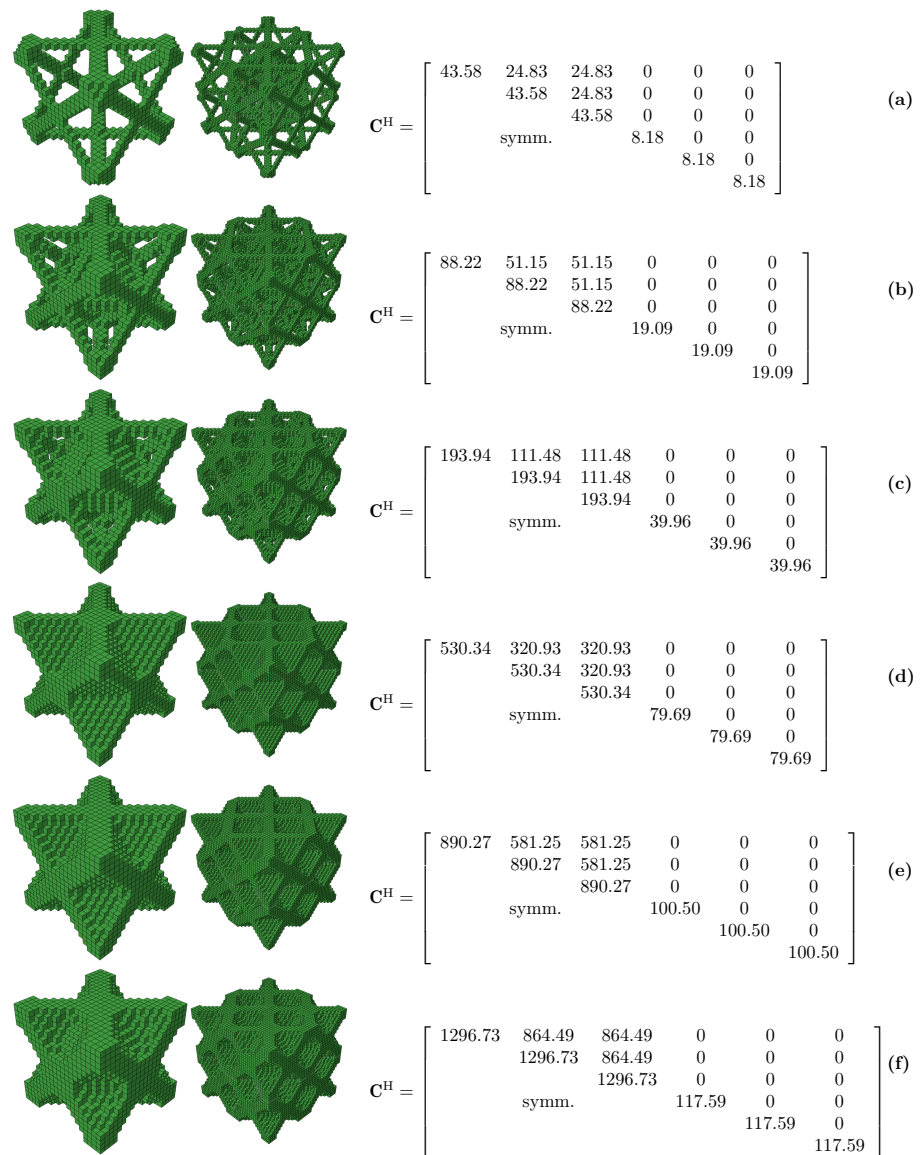 43.58 24.83 24.83 0 0 0
43.58 24.83 0 0 0
43.58 0 0 0
C^H =
symm. 8.18 0 0
8.18 0
8.18
(a)
88.22 51.15 51.15 0 0 0
88.22 51.15 0 0 0
88.22 0 0 0
C^H =
symm. 19.09 0 0
19.09 0
19.09
(b)
193.94 111.48 111.48 0 0 0
193.94 111.48 0 0 0
193.94 0 0 0
C^H =
symm. 39.96 0 0
39.96 0
39.96
(c)
530.34 320.93 320.93 0 0 0
530.34 320.93 0 0 0
530.34 0 0 0
C^H =
symm. 79.69 0 0
79.69 0
79.69
(d)
890.27 581.25 581.25 0 0 0
890.27 581.25 0 0 0
890.27 0 0 0
C^H =
symm. 100.50 0 0
100.50 0
100.50
(e)
1296.73 864.49 864.49 0 0 0
1296.73 864.49 0 0 0
1296.73 0 0 0
C^H =
symm. 117.59 0 0
117.59 0
117.59
(f)